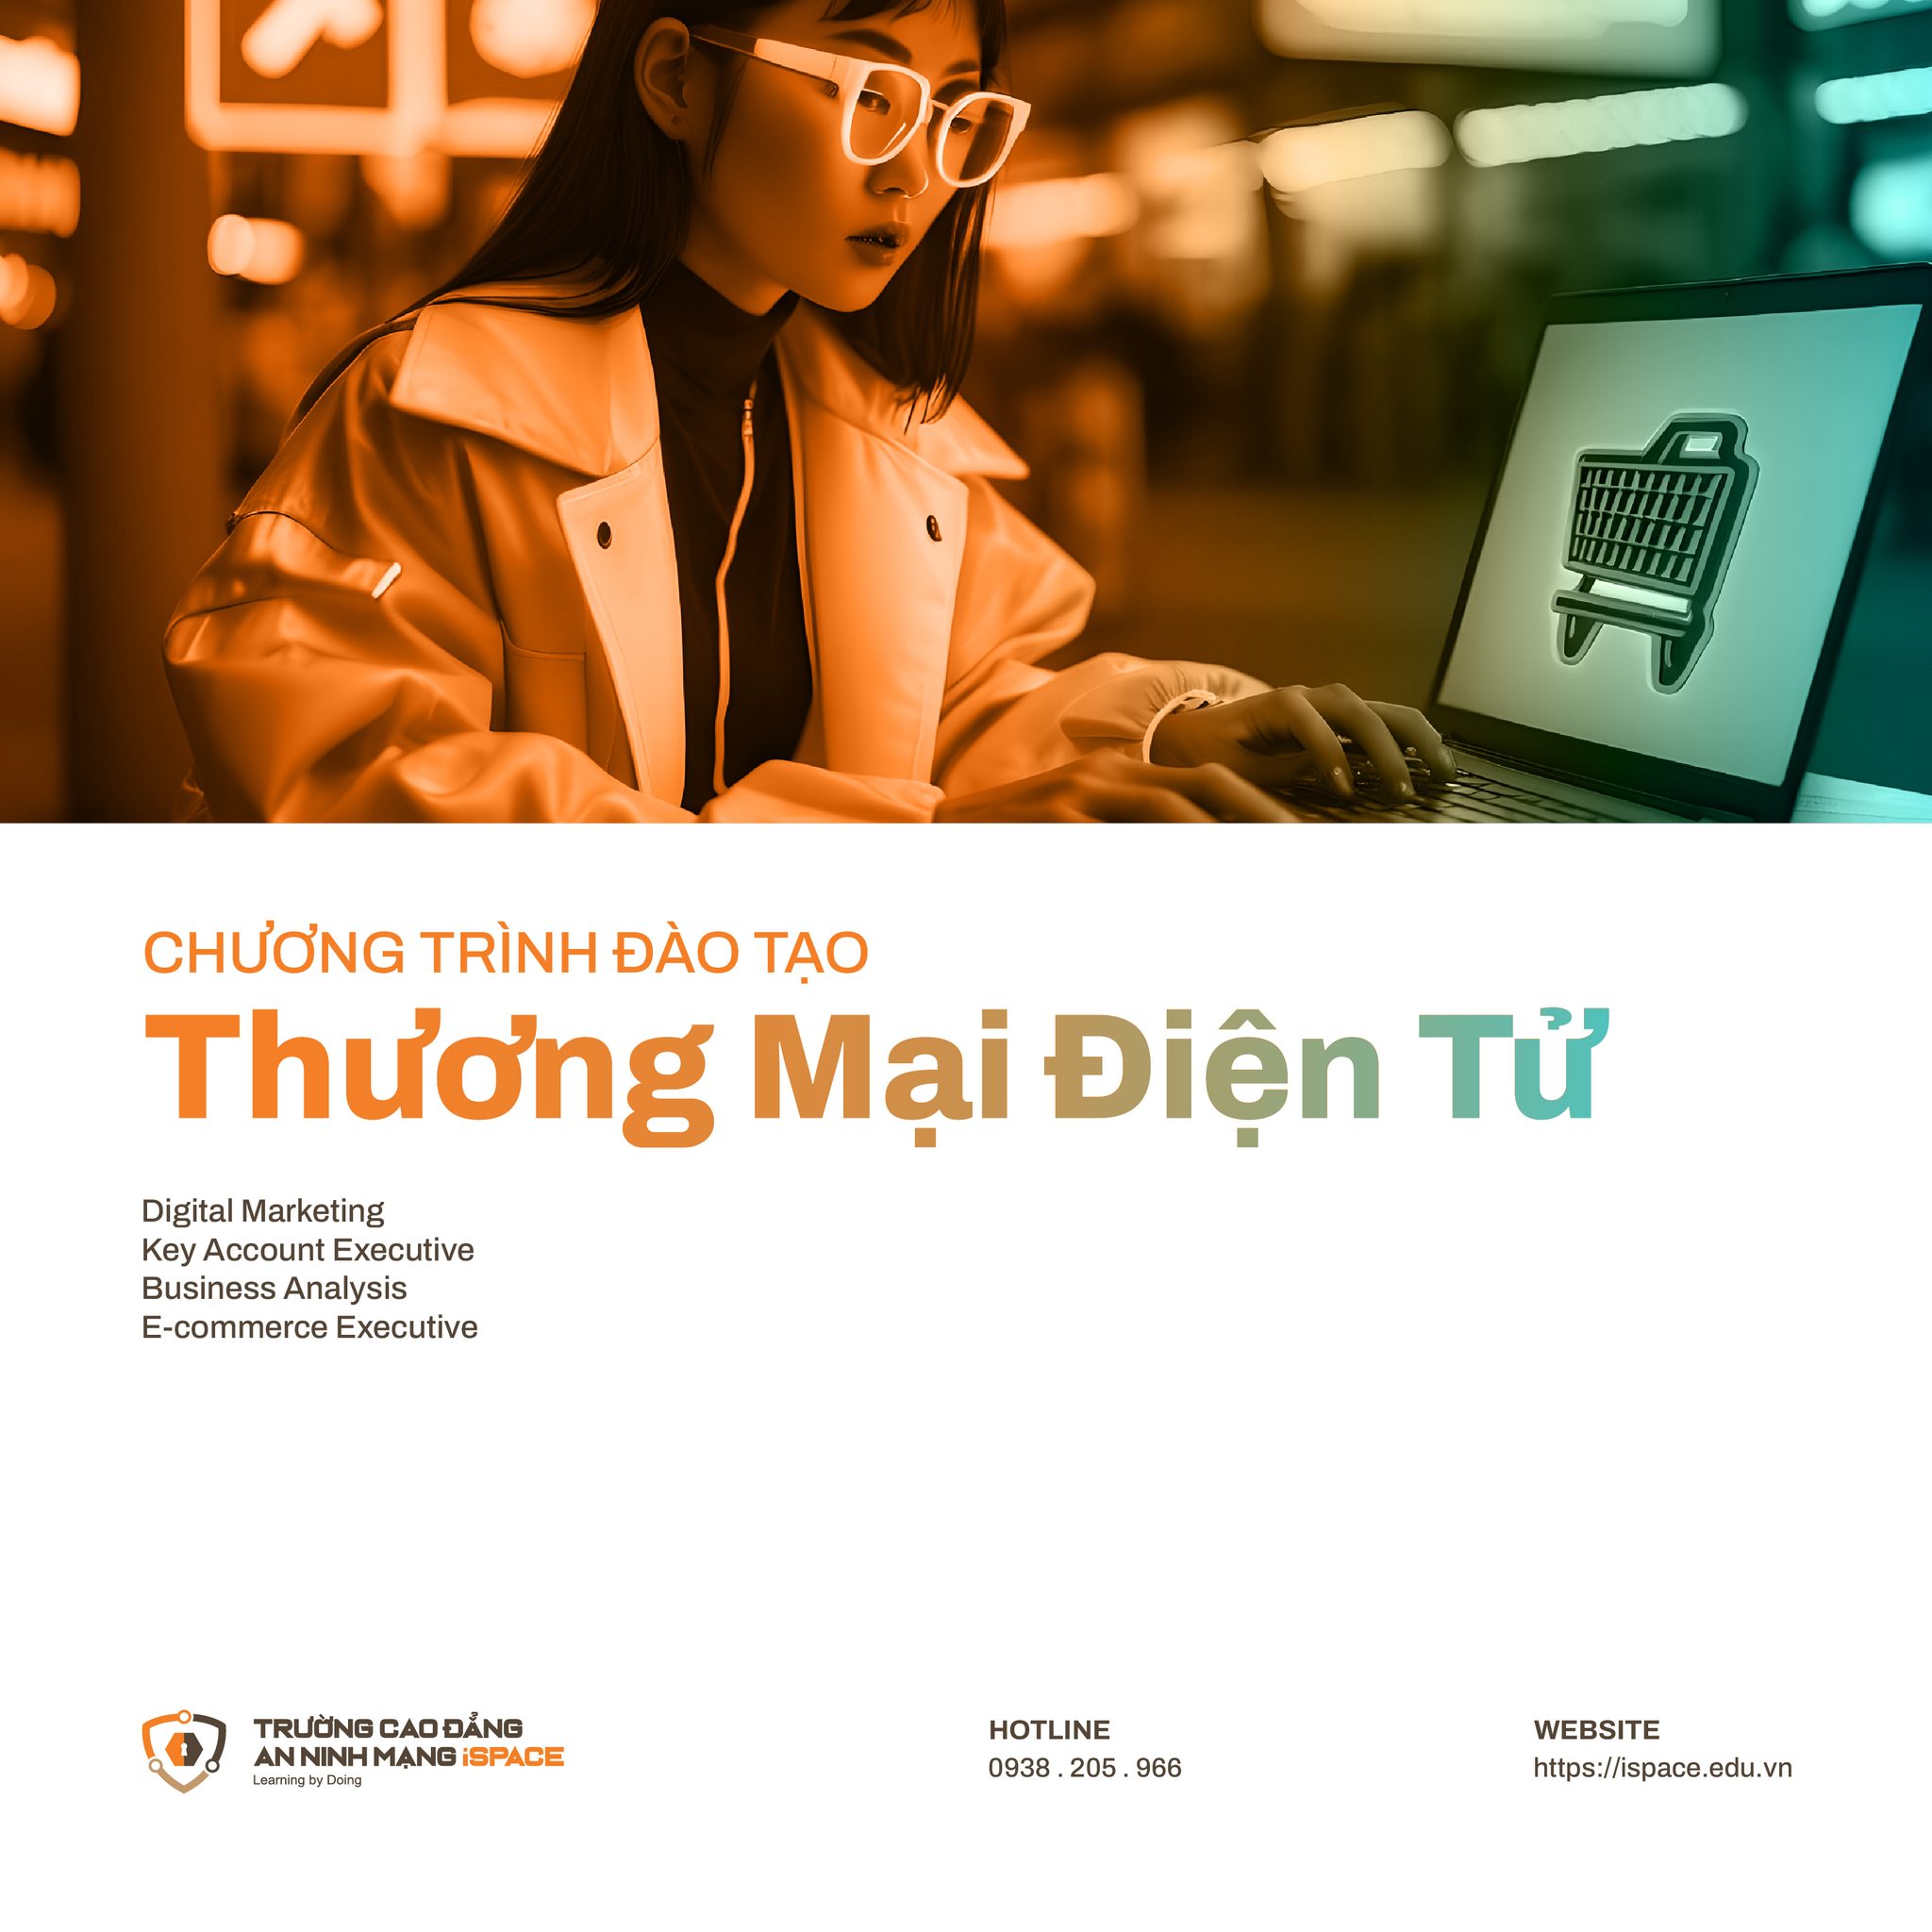 CHƯƠNG TRÌNH ĐÀO TẠO
Thương Mại Điện Tử
Digital Marketing
Key Account Executive
Business Analysis
E-commerce Executive
TRƯỜNG CAO ĐẲNG
AN NINH MẠNG iSPACE
Learning by Doing
HOTLINE
0938 . 205 . 966
WEBSITE
https://ispace.edu.vn